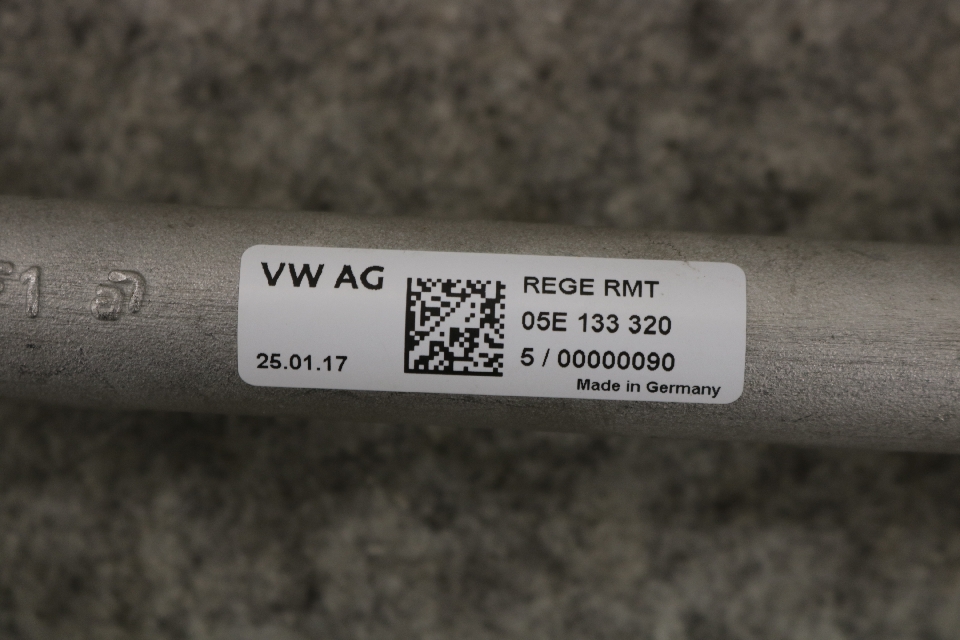 VW AG
25.01.17
REGE RMT
05E 133 320
5 / 00000090
Made in Germany